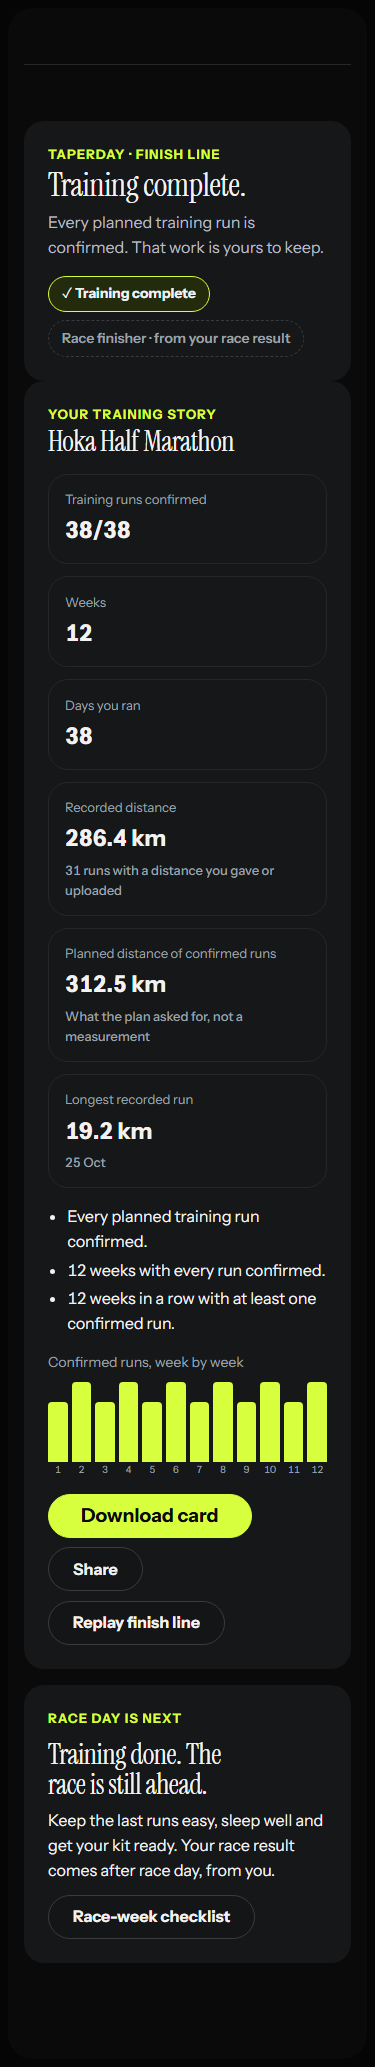 TAPERDAY · FINISH LINE
Training complete.
Every planned training run is
confirmed. That work is yours to keep.
✓ Training complete
Race finisher · from your race result
YOUR TRAINING STORY
Hoka Half Marathon
Training runs confirmed
38/38
Weeks
12
Days you ran
38
Recorded distance
286.4 km
31 runs with a distance you gave or
uploaded
Planned distance of confirmed runs
312.5 km
What the plan asked for, not a
measurement
Longest recorded run
19.2 km
25 Oct
• Every planned training run
confirmed.
• 12 weeks with every run confirmed.
• 12 weeks in a row with at least one
confirmed run.
Confirmed runs, week by week
1 2 3 4 5 6 7 8 9 10 11 12
Download card
Share
Replay finish line
RACE DAY IS NEXT
Training done. The
race is still ahead.
Keep the last runs easy, sleep well and
get your kit ready. Your race result
comes after race day, from you.
Race-week checklist